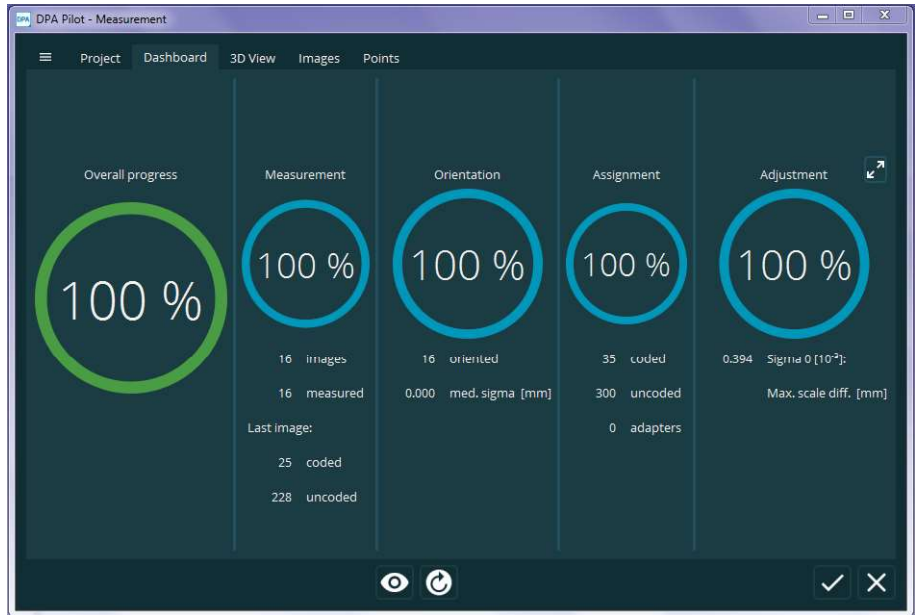 DPA DPA Pilot - Measurement
Project Dashboard 3D View Images Points
Overall progress
100 %
Measurement
100 %
16 images
16 measured
Last image:
25 coded
228 uncoded
Orientation
100 %
16 oriented
0.000 med. sigma [mm]
Assignment
100 %
35 coded
300 uncoded
0 adapters
Adjustment
100 %
0.394 Sigma 0 [10⁻³]:
Max. scale diff. [mm]